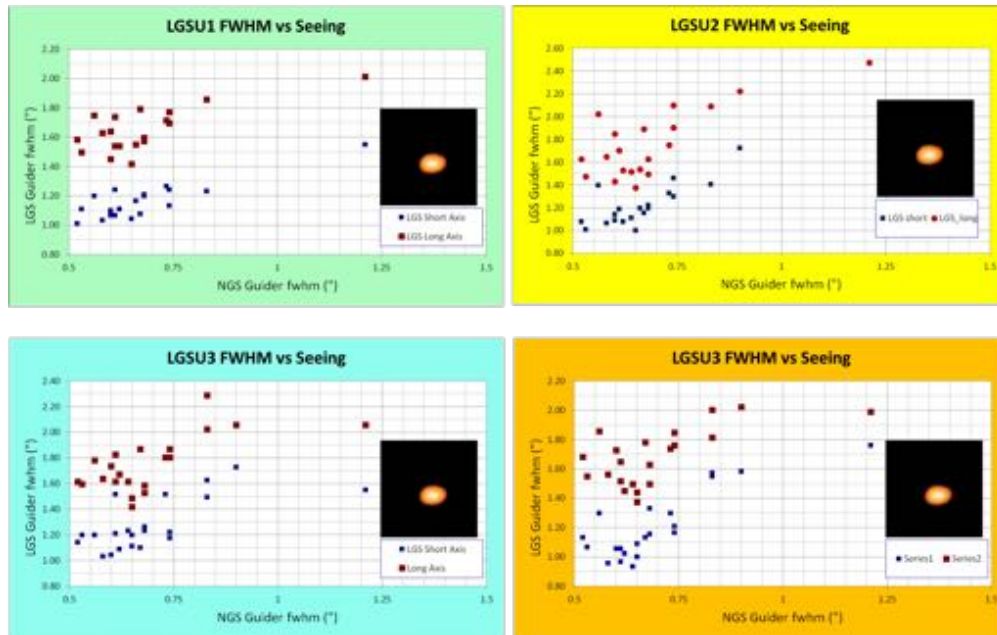 LGSU1 FWHM vs Seeing
LGS Guider fwhm (")
2.20
2.00
1.80
1.60
1.40
1.20
1.00
0.80
0.5
0.75
1
1.25
1.5
NGS Guider fwhm (")
LGS Short Axis
LGS Long Axis
LGSU2 FWHM vs Seeing
LGS Guider fwhm (")
2.60
2.40
2.20
2.00
1.80
1.60
1.40
1.20
1.00
0.80
0.5
0.75
1
1.25
1.5
NGS Guider fwhm (")
LGS short
LGS_long
LGSU3 FWHM vs Seeing
LGS Guider fwhm (")
2.40
2.20
2.00
1.80
1.60
1.40
1.20
1.00
0.80
0.5
0.75
1
1.25
1.5
NGS Guider fwhm (")
LGS Short Axis
Long Axis
LGSU3 FWHM vs Seeing
LGS Guider fwhm (")
2.20
2.00
1.80
1.60
1.40
1.20
1.00
0.80
0.5
0.75
1
1.25
1.5
NGS Guider fwhm (")
Series1
Series2